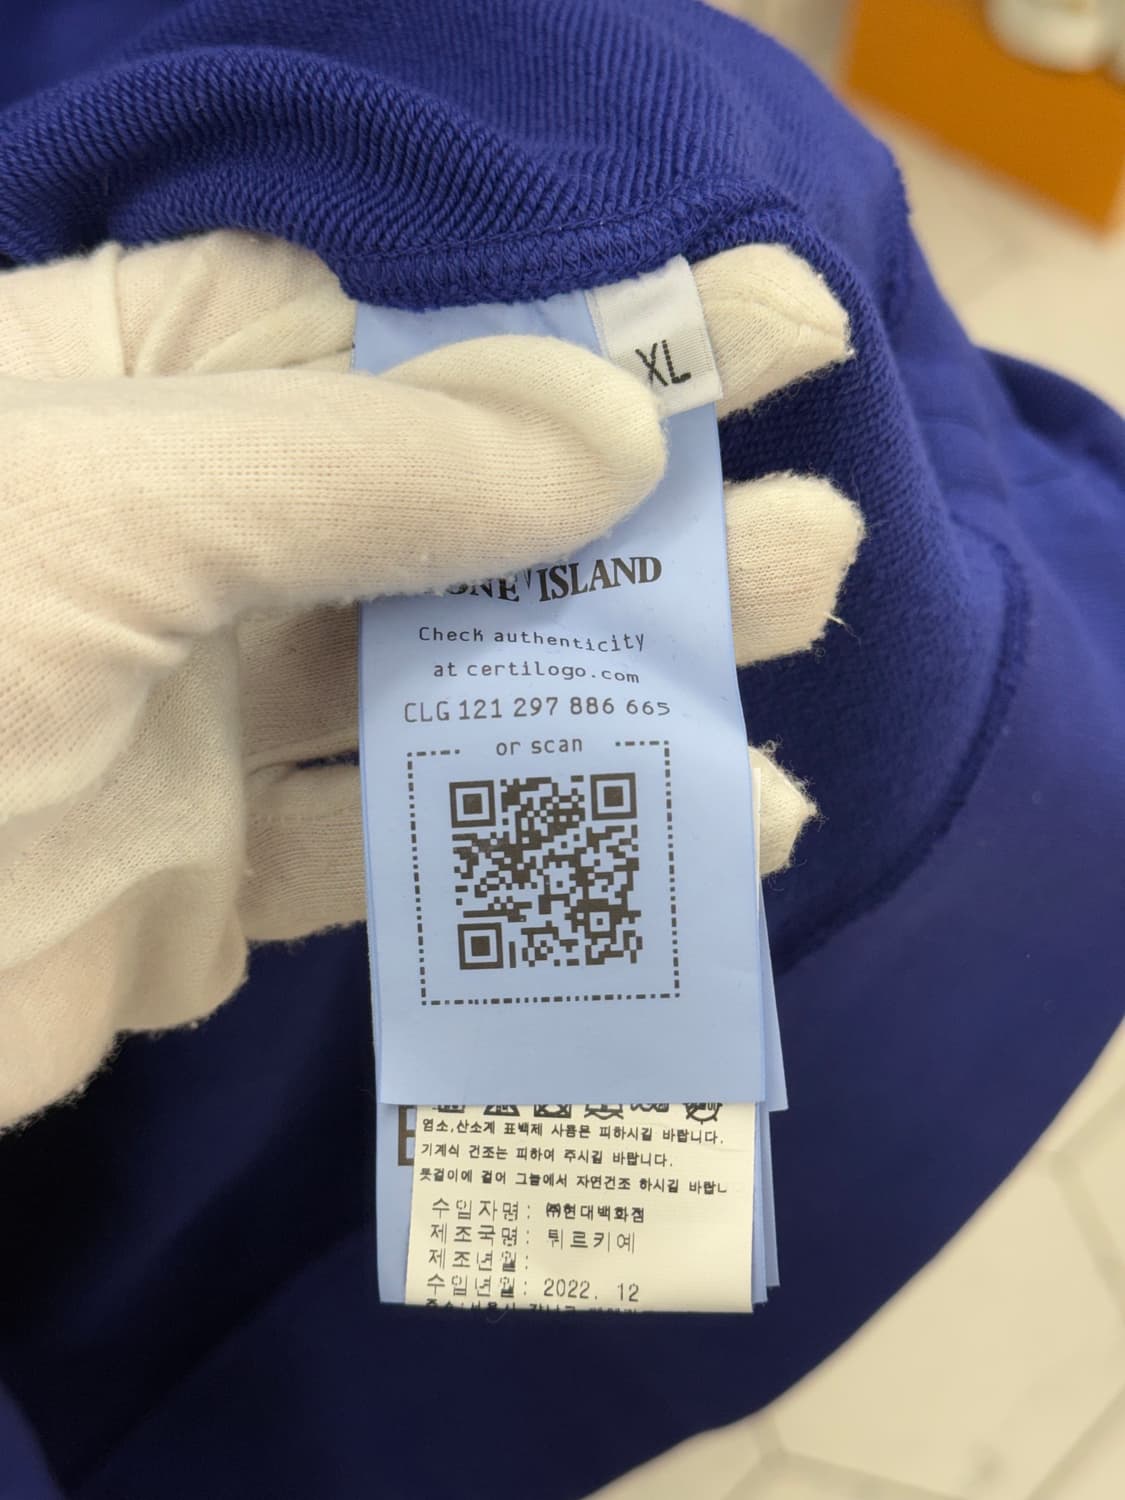 XL
ISLAND
Check authenticity
at certilogo.com
CLG 121 297 886 665
or scan
염소,산소계 표백제 사용은 피하시길 바랍니다.
기계식 건조는 피하여 주시길 바랍니다.
옷걸이에 걸어 그늘에서 자연건조 하시길 바랍니
수입자명: ㈜현대백화점
제조국명: 튀르키예
제조년월:
수입년월: 2022. 12